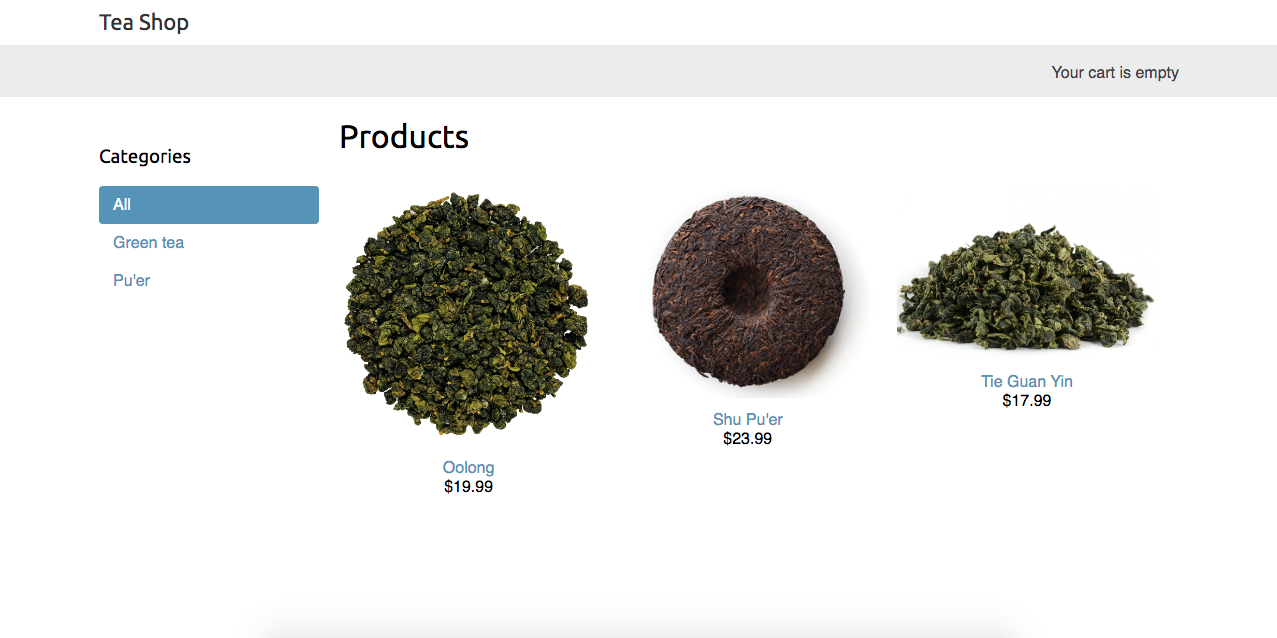 Tea Shop
Your cart is empty
Categories
All
Green tea
Pu'er
Products
Oolong
$19.99
Shu Pu'er
$23.99
Tie Guan Yin
$17.99